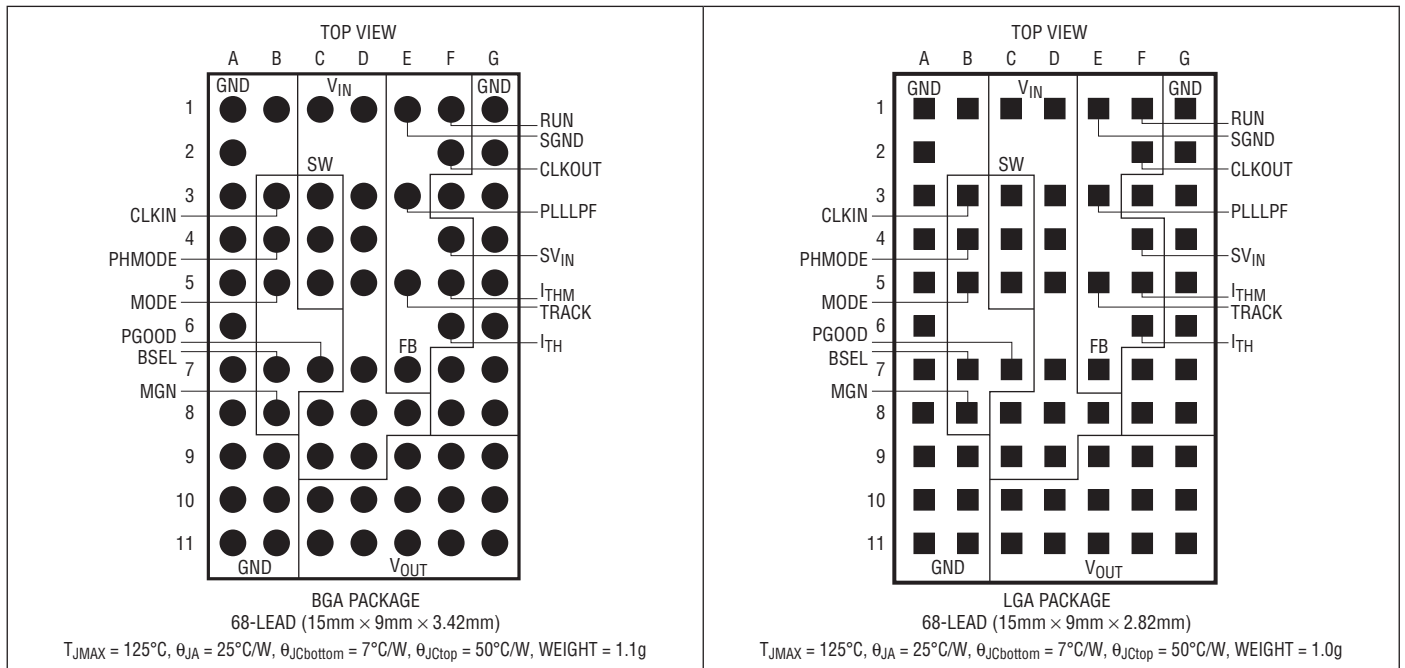 TOP VIEW
A B C D E F G
GND V_IN GND
1
RUN
SGND
2
CLKOUT
SW
3
PLLLPF
CLKIN
4
SV_IN
PHMODE
5
I_THM
MODE
TRACK
6
PGOOD
I_TH
BSEL
FB
7
MGN
8
9
10
11
GND V_OUT
BGA PACKAGE
68-LEAD (15mm × 9mm × 3.42mm)
T_JMAX = 125°C, θ_JA = 25°C/W, θ_JCbottom = 7°C/W, θ_JCtop = 50°C/W, WEIGHT = 1.1g
TOP VIEW
A B C D E F G
GND V_IN GND
1
RUN
SGND
2
CLKOUT
SW
3
PLLLPF
CLKIN
4
SV_IN
PHMODE
5
I_THM
MODE
TRACK
6
PGOOD
I_TH
BSEL
FB
7
MGN
8
9
10
11
GND V_OUT
LGA PACKAGE
68-LEAD (15mm × 9mm × 2.82mm)
T_JMAX = 125°C, θ_JA = 25°C/W, θ_JCbottom = 7°C/W, θ_JCtop = 50°C/W, WEIGHT = 1.0g